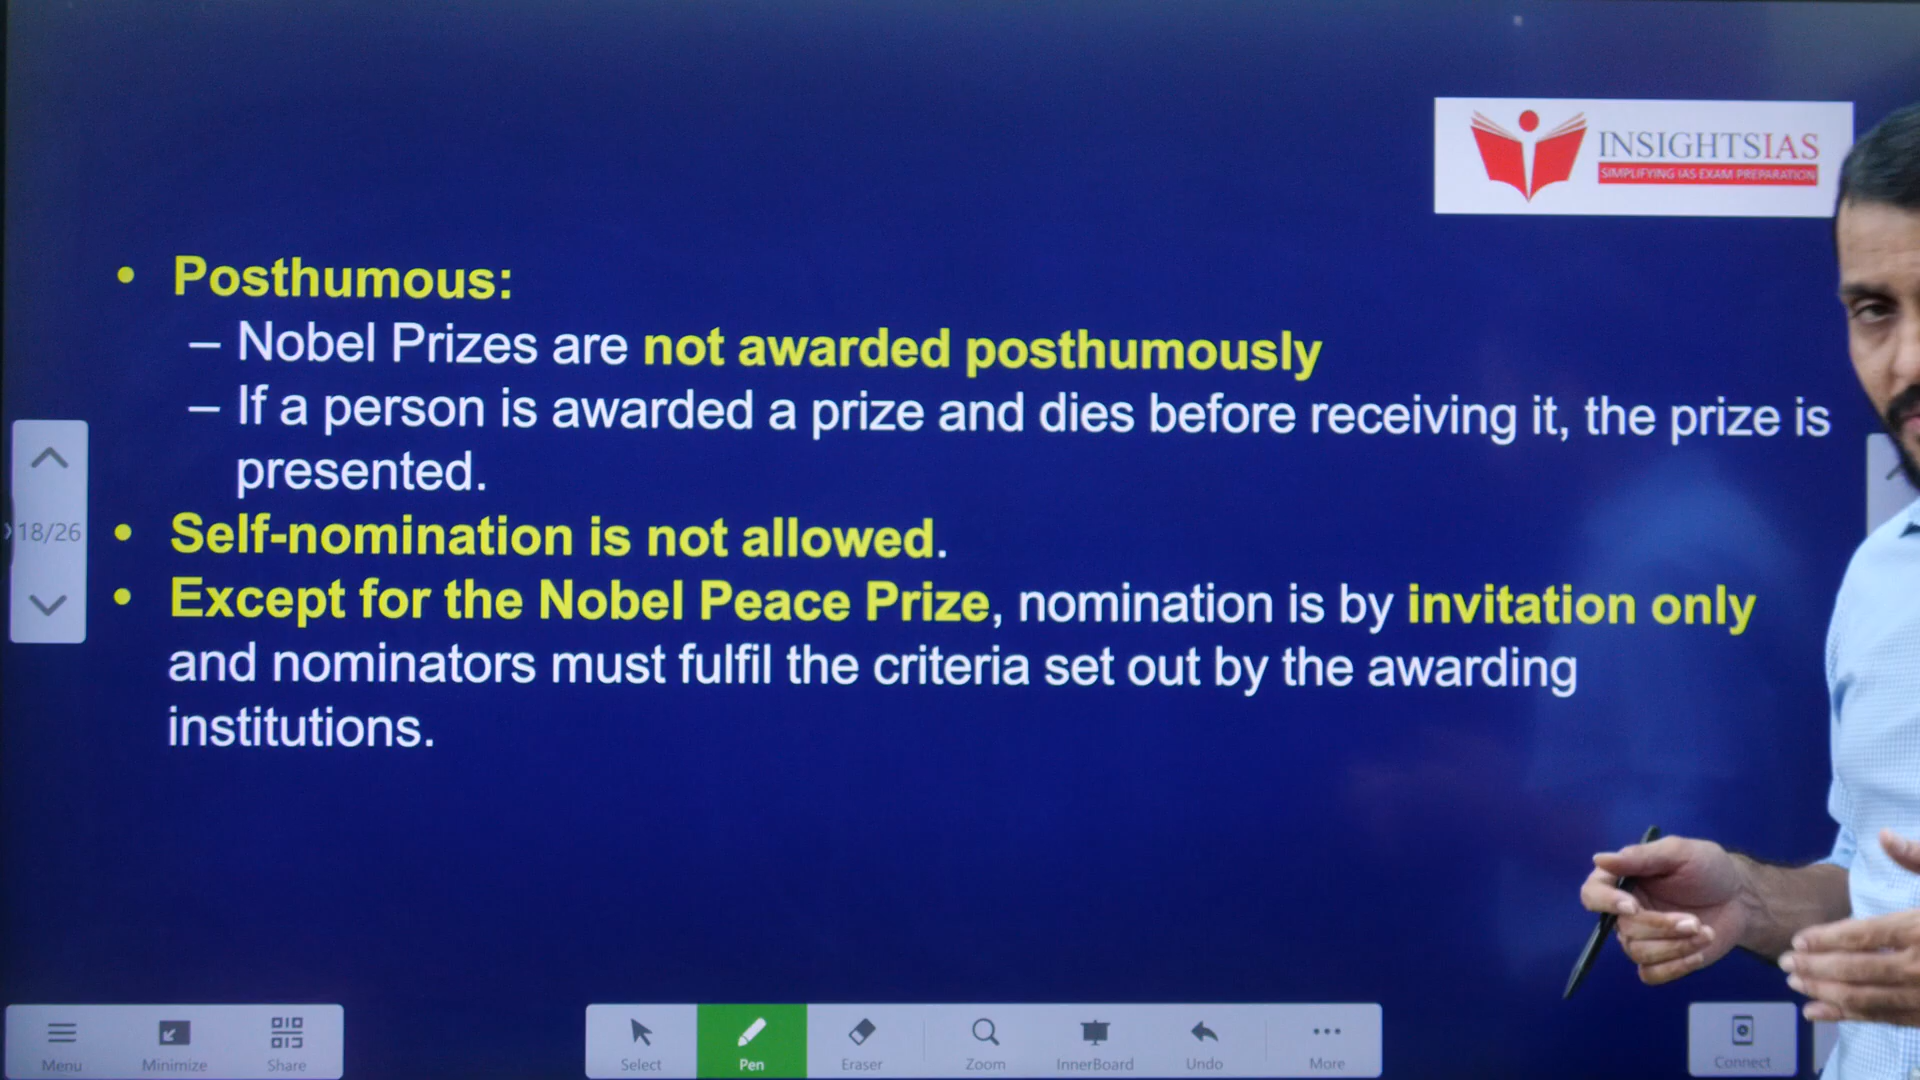 INSIGHTSIAS
SIMPLIFYING IAS EXAM PREPARATION
• Posthumous:
– Nobel Prizes are not awarded posthumously
– If a person is awarded a prize and dies before receiving it, the prize is
presented.
• Self-nomination is not allowed.
• Except for the Nobel Peace Prize, nomination is by invitation only
and nominators must fulfil the criteria set out by the awarding
institutions.
18/26
Menu Minimize Share Select Pen Eraser Zoom InnerBoard Undo More Connect